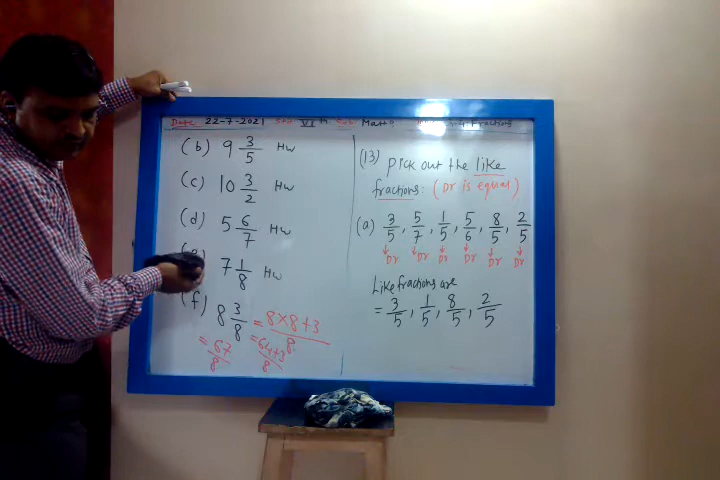 Date 22-7-2021 Std VIth Sub Maths Fractions
(b) 9 3/5 HW
(c) 10 3/2 HW
(d) 5 6/7 HW
7 1/8 HW
(f) 8 3/8 = 8×8+3/8
= 64+3/8
= 67/8
(13) pick out the like
fractions: (Dr is equal)
(a) 3/5, 5/7, 1/5, 5/6, 8/5, 2/5
↓Dr ↓Dr ↓Dr ↓Dr ↓Dr ↓Dr
Like fractions are
= 3/5, 1/5, 8/5, 2/5